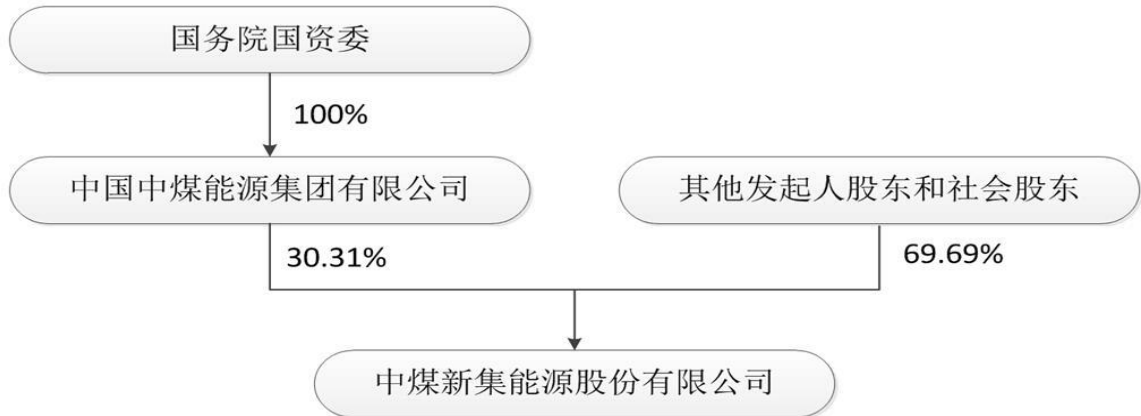 国务院国资委
100%
中国中煤能源集团有限公司
其他发起人股东和社会股东
30.31%
69.69%
中煤新集能源股份有限公司